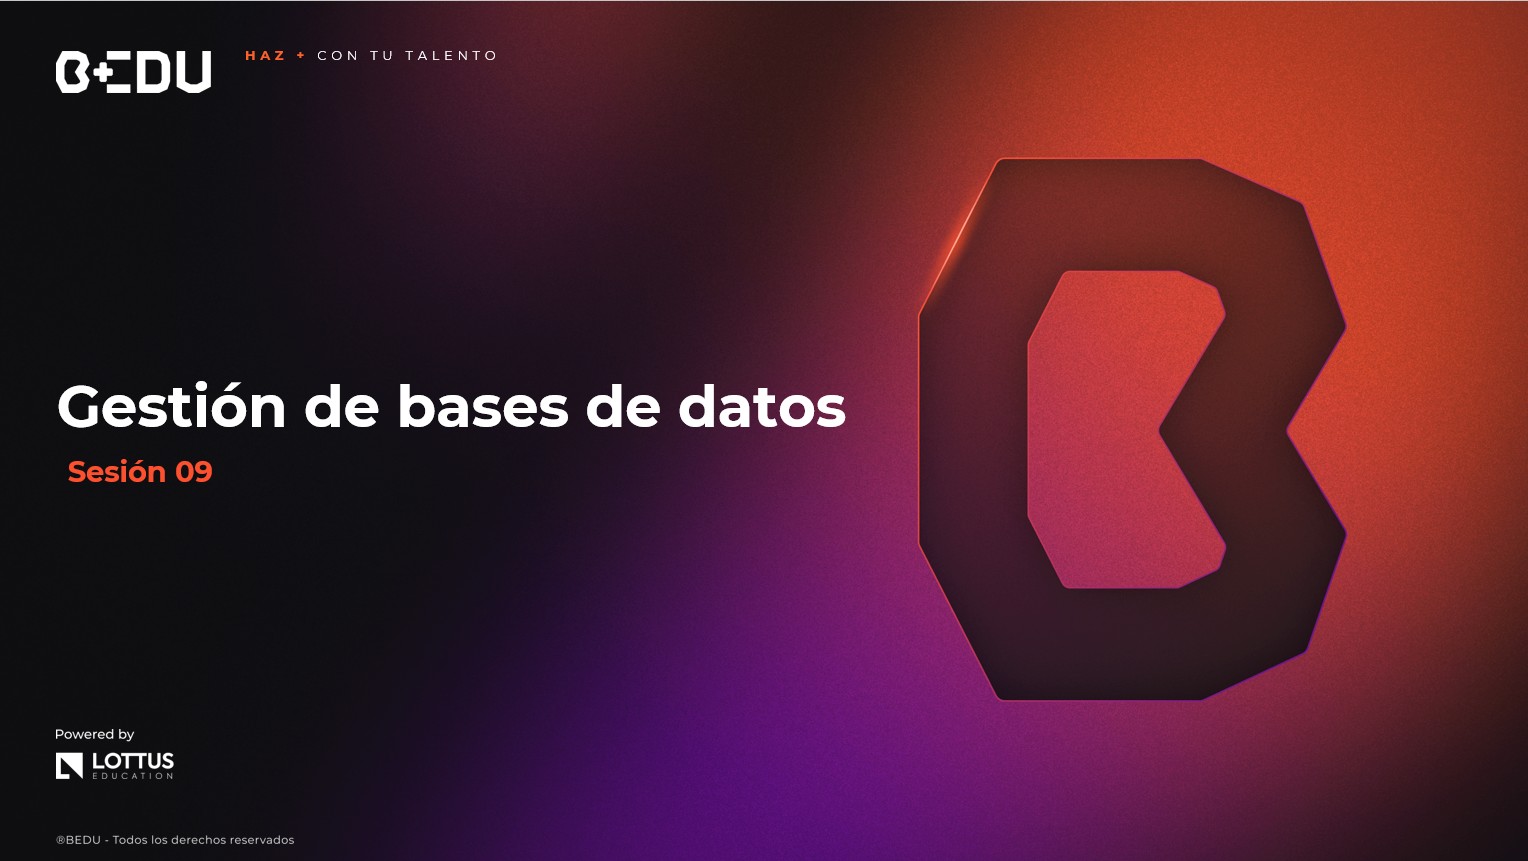 BEDU
HAZ + CON TU TALENTO
Gestión de bases de datos
Sesión 09
Powered by
LOTTUS
EDUCATION
®BEDU - Todos los derechos reservados